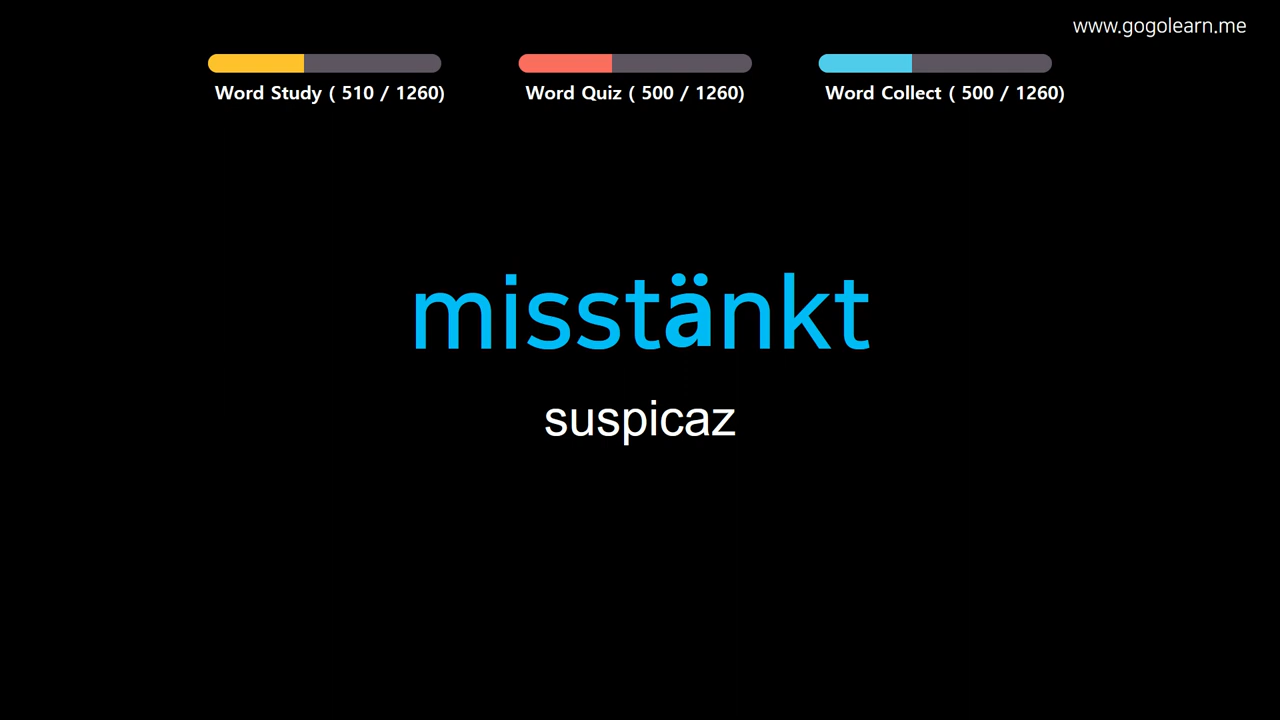 www.gogolearn.me
Word Study ( 510 / 1260)
Word Quiz ( 500 / 1260)
Word Collect ( 500 / 1260)
misstänkt
suspicaz